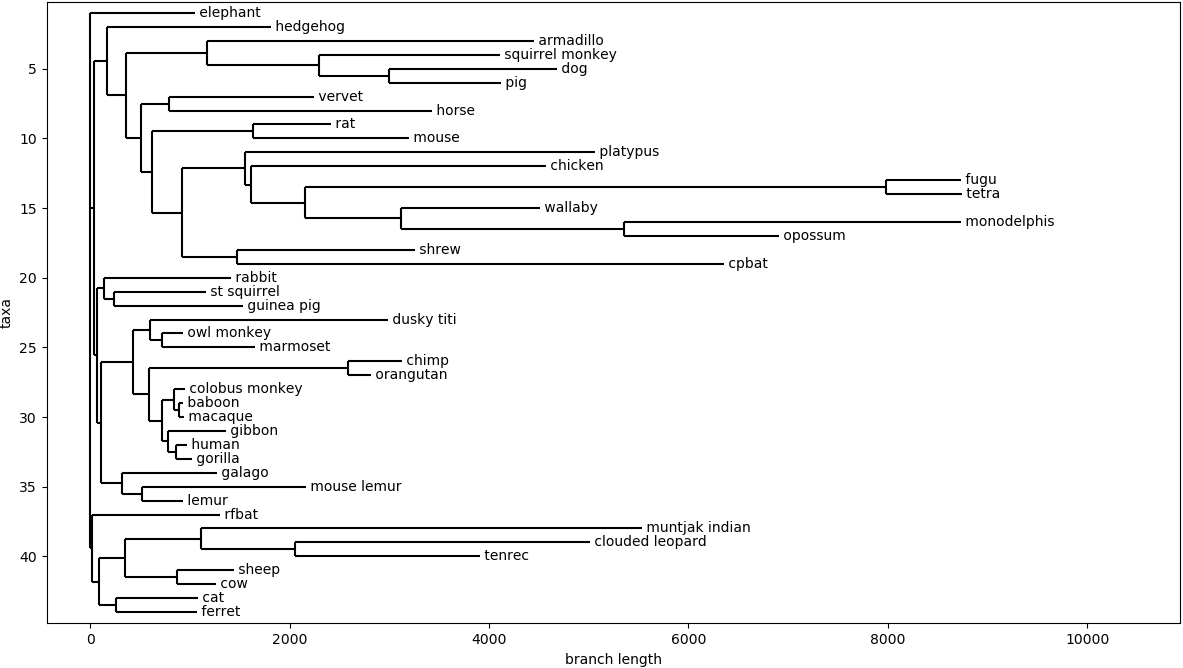 elephant
hedgehog
armadillo
squirrel monkey
5
dog
pig
vervet
horse
rat
10
mouse
platypus
chicken
fugu
tetra
15
wallaby
monodelphis
opossum
shrew
cpbat
20
rabbit
st squirrel
guinea pig
taxa
dusky titi
owl monkey
25
marmoset
chimp
orangutan
colobus monkey
baboon
30
macaque
gibbon
human
gorilla
galago
35
mouse lemur
lemur
rfbat
muntjak indian
clouded leopard
40
tenrec
sheep
cow
cat
ferret
0 2000 4000 6000 8000 10000
branch length